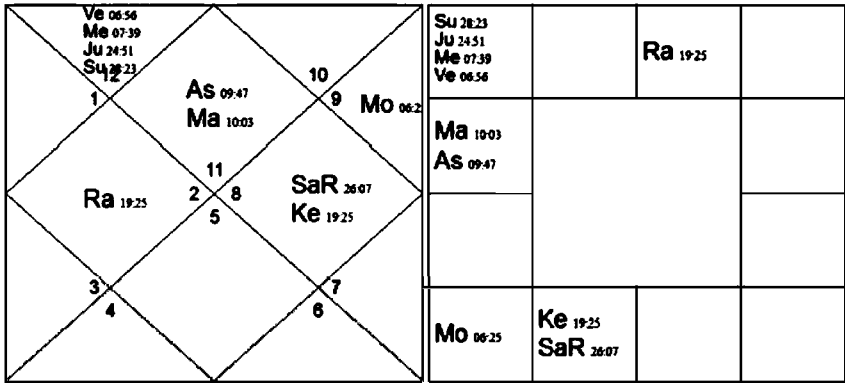 Ve 06:56
Me 07:39
Ju 24:51
Su 28:23
12
10
As 09:47
Ma 10:03
1
9
Mo 06:2
11
Ra 19:25
2
8
SaR 26:07
Ke 19:25
5
3
7
4
6
Su 28:23
Ju 24:51
Me 07:39
Ve 06:56
Ra 19:25
Ma 10:03
As 09:47
Mo 06:25
Ke 19:25
SaR 26:07